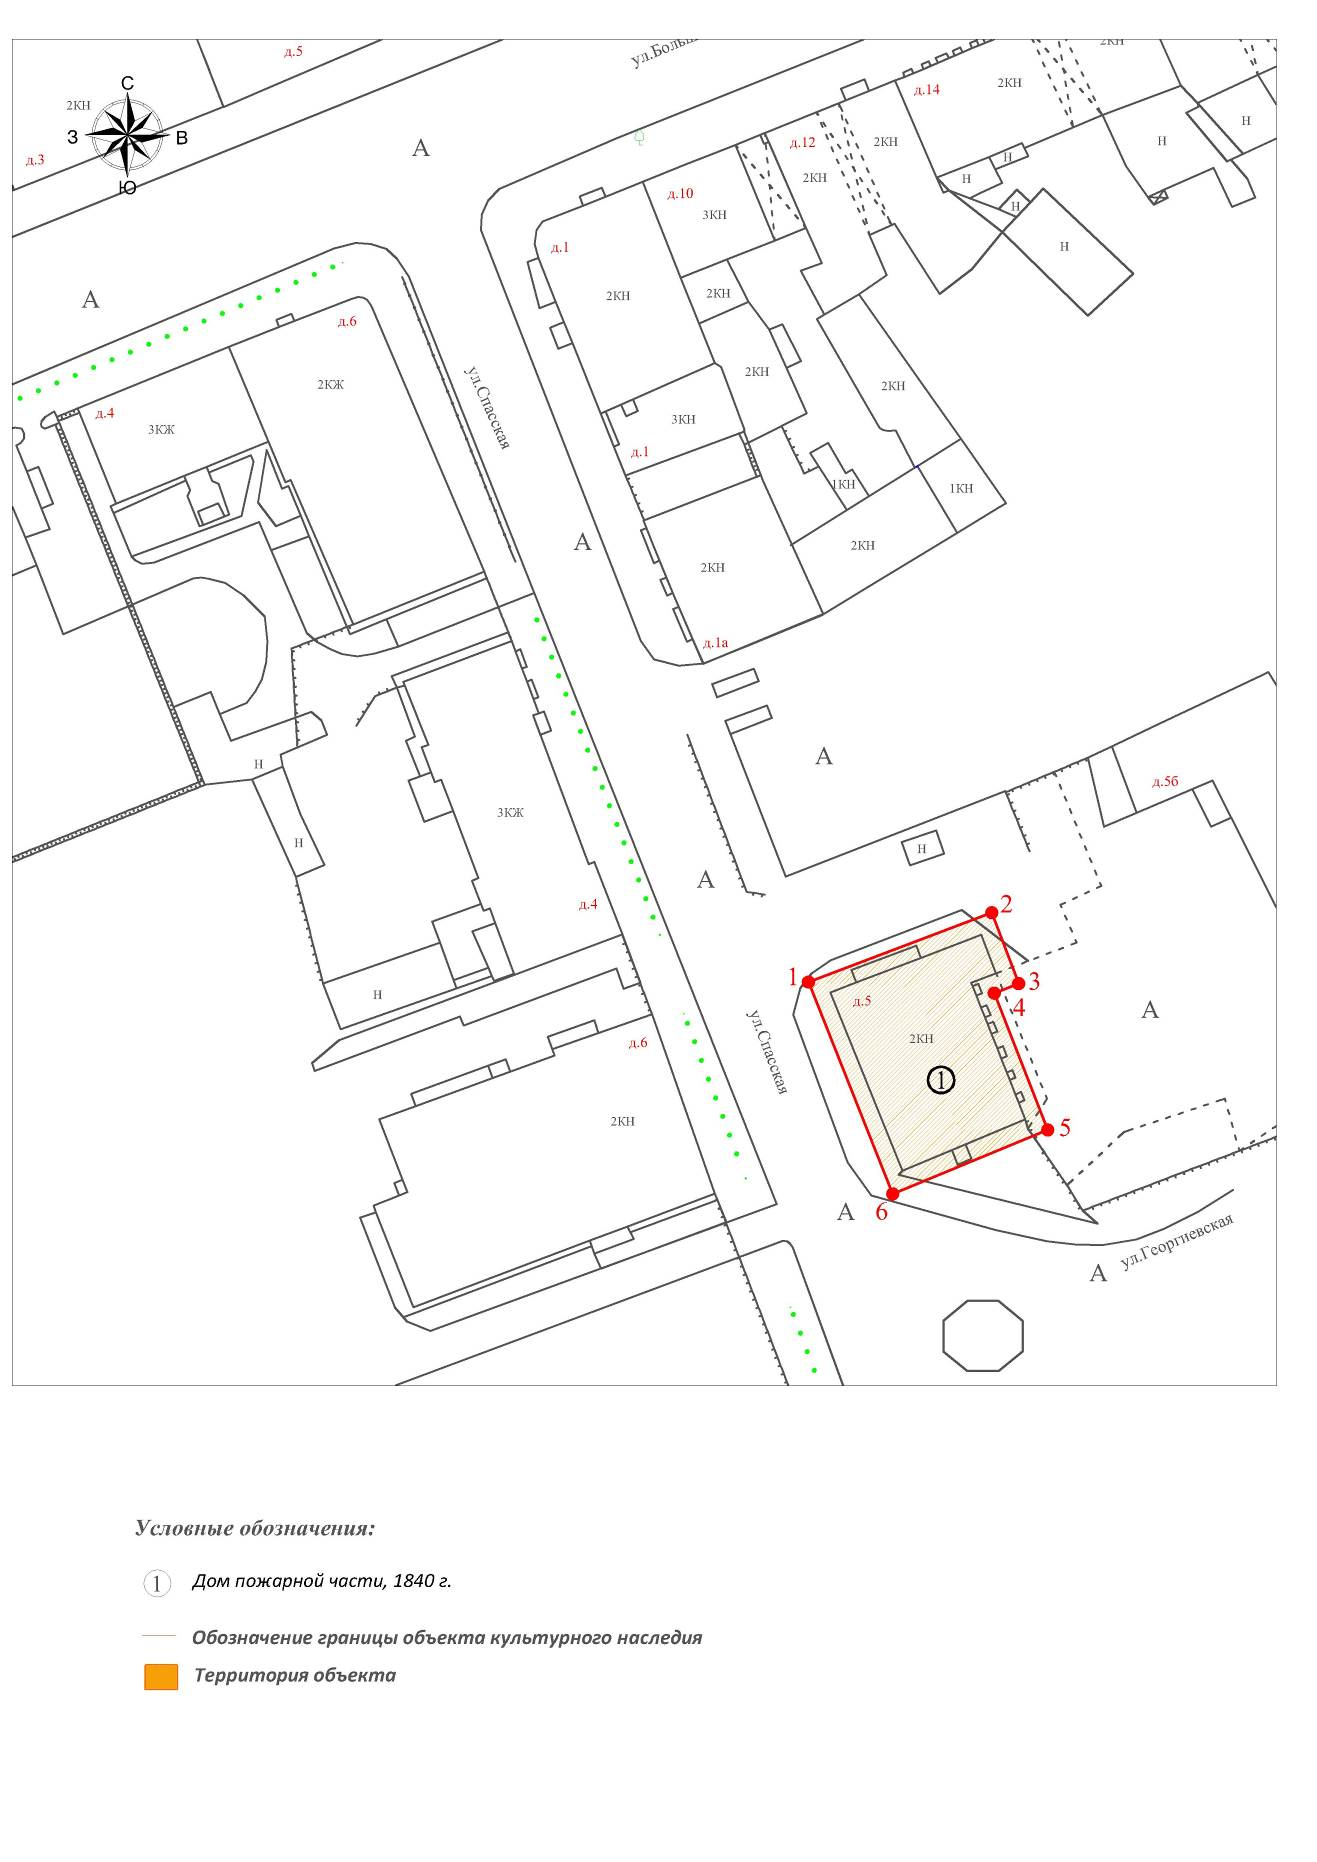 д.5
ул.Больш
2КН
С
2КН
З
В
Ю
д.3
А
д.14
2КН
Н
Н
д.12
2КН
2КН
Н
Н
Н
Н
д.10
3КН
д.1
2КН
2КН
А
д.6
2КЖ
ул.Спасская
2КН
2КН
д.4
3КЖ
3КН
д.1
1КН
1КН
А
2КН
2КН
д.1а
А
Н
д.5б
3КЖ
Н
Н
А
д.4
2
1
3
Н
д.5
4
А
ул.Спасская
2КН
д.6
1
2КН
5
А
6
ул.Георгиевская
А
Условные обозначения:
1 Дом пожарной части, 1840 г.
Обозначение границы объекта культурного наследия
Территория объекта